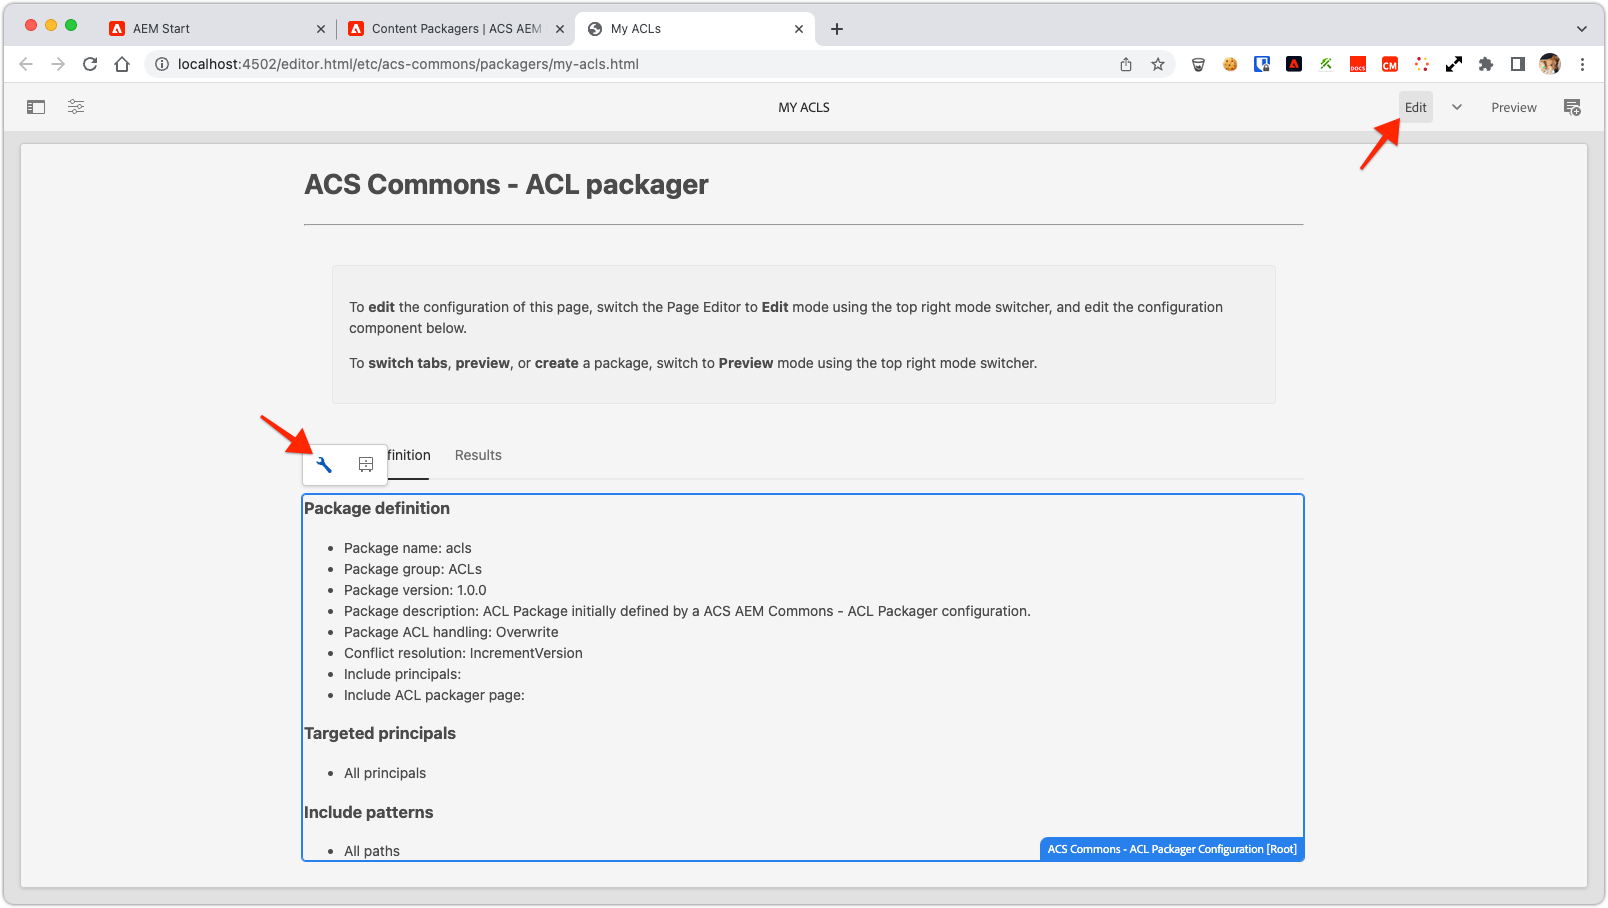 AEM Start
Content Packagers | ACS AEM
My ACLs
localhost:4502/editor.html/etc/acs-commons/packagers/my-acls.html
DOCS
CM
MY ACLS
Edit
Preview
ACS Commons - ACL packager
To edit the configuration of this page, switch the Page Editor to Edit mode using the top right mode switcher, and edit the configuration
component below.
To switch tabs, preview, or create a package, switch to Preview mode using the top right mode switcher.
finition
Results
Package definition
• Package name: acls
• Package group: ACLs
• Package version: 1.0.0
• Package description: ACL Package initially defined by a ACS AEM Commons - ACL Packager configuration.
• Package ACL handling: Overwrite
• Conflict resolution: IncrementVersion
• Include principals:
• Include ACL packager page:
Targeted principals
• All principals
Include patterns
• All paths
ACS Commons - ACL Packager Configuration [Root]